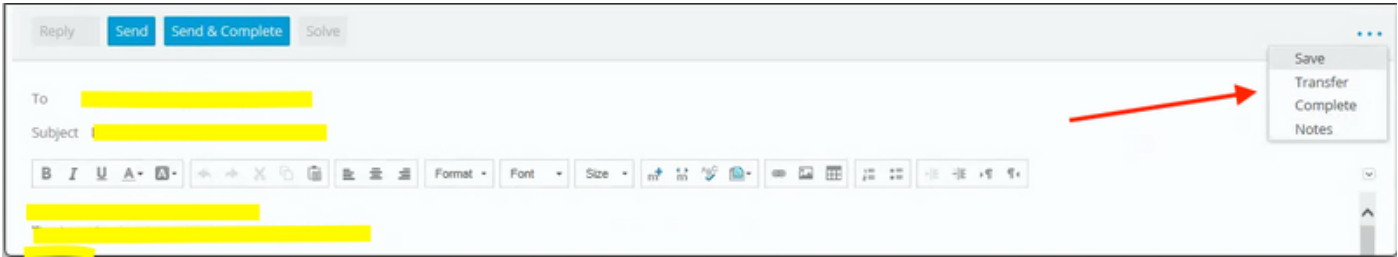 Reply Send Send & Complete Solve
Save
Transfer
Complete
Notes
To
Subject
B I U A A Format Font Size